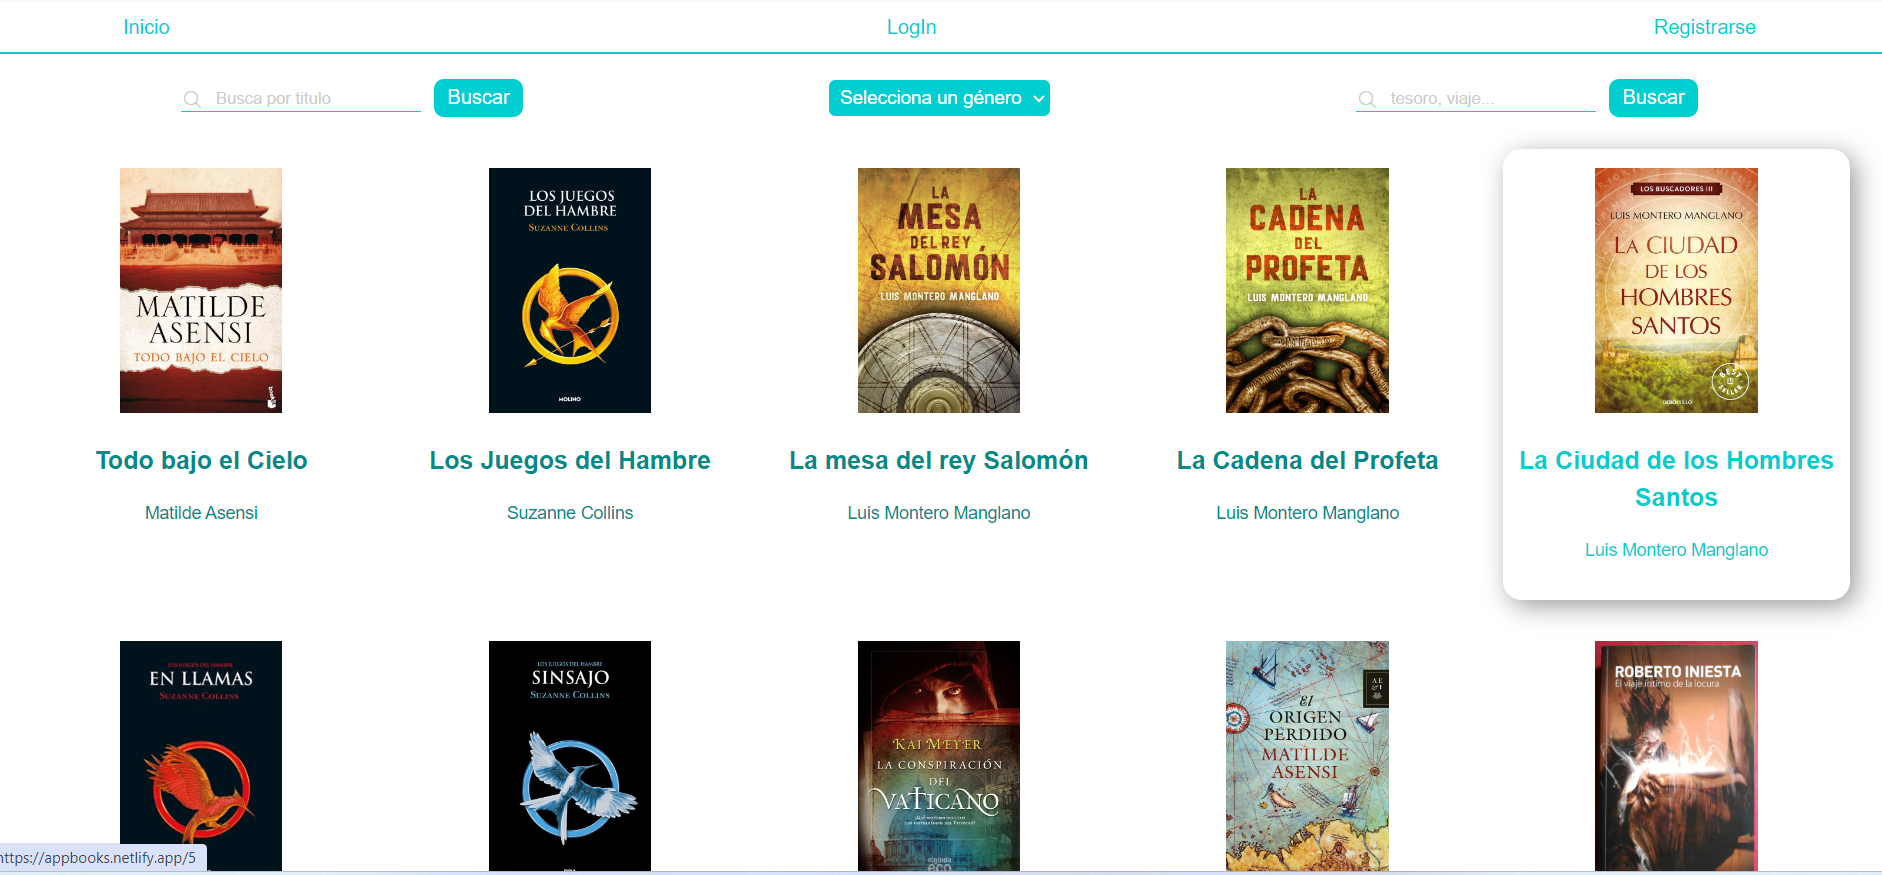 Inicio
LogIn
Registrarse
Busca por titulo
Buscar
Selecciona un género
tesoro, viaje...
Buscar
MATILDE
ASENSI
TODO BAJO EL CIELO
LOS JUEGOS
DEL HAMBRE
SUZANNE COLLINS
MOLINO
LA
MESA
DEL REY
SALOMÓN
LUIS MONTERO MANGLANO
LA
CADENA
DEL
PROFETA
LUIS MONTERO MANGLANO
LOS BUSCADORES III
LUIS MONTERO MANGLANO
LA CIUDAD
DE LOS
HOMBRES
SANTOS
BEST
SELLER
DEBOLSILLO
Todo bajo el Cielo
Los Juegos del Hambre
La mesa del rey Salomón
La Cadena del Profeta
La Ciudad de los Hombres
Santos
Matilde Asensi
Suzanne Collins
Luis Montero Manglano
Luis Montero Manglano
Luis Montero Manglano
LOS JUEGOS DEL HAMBRE
EN LLAMAS
SUZANNE COLLINS
LOS JUEGOS DEL HAMBRE
SINSAJO
SUZANNE COLLINS
KAI MEYER
LA CONSPIRACIÓN
DEL
VATICANO
algaida
eco
AE
&I
El
ORIGEN
PERDIDO
MATILDE
ASENSI
ROBERTO INIESTA
El viaje íntimo de la locura
https://appbooks.netlify.app/5